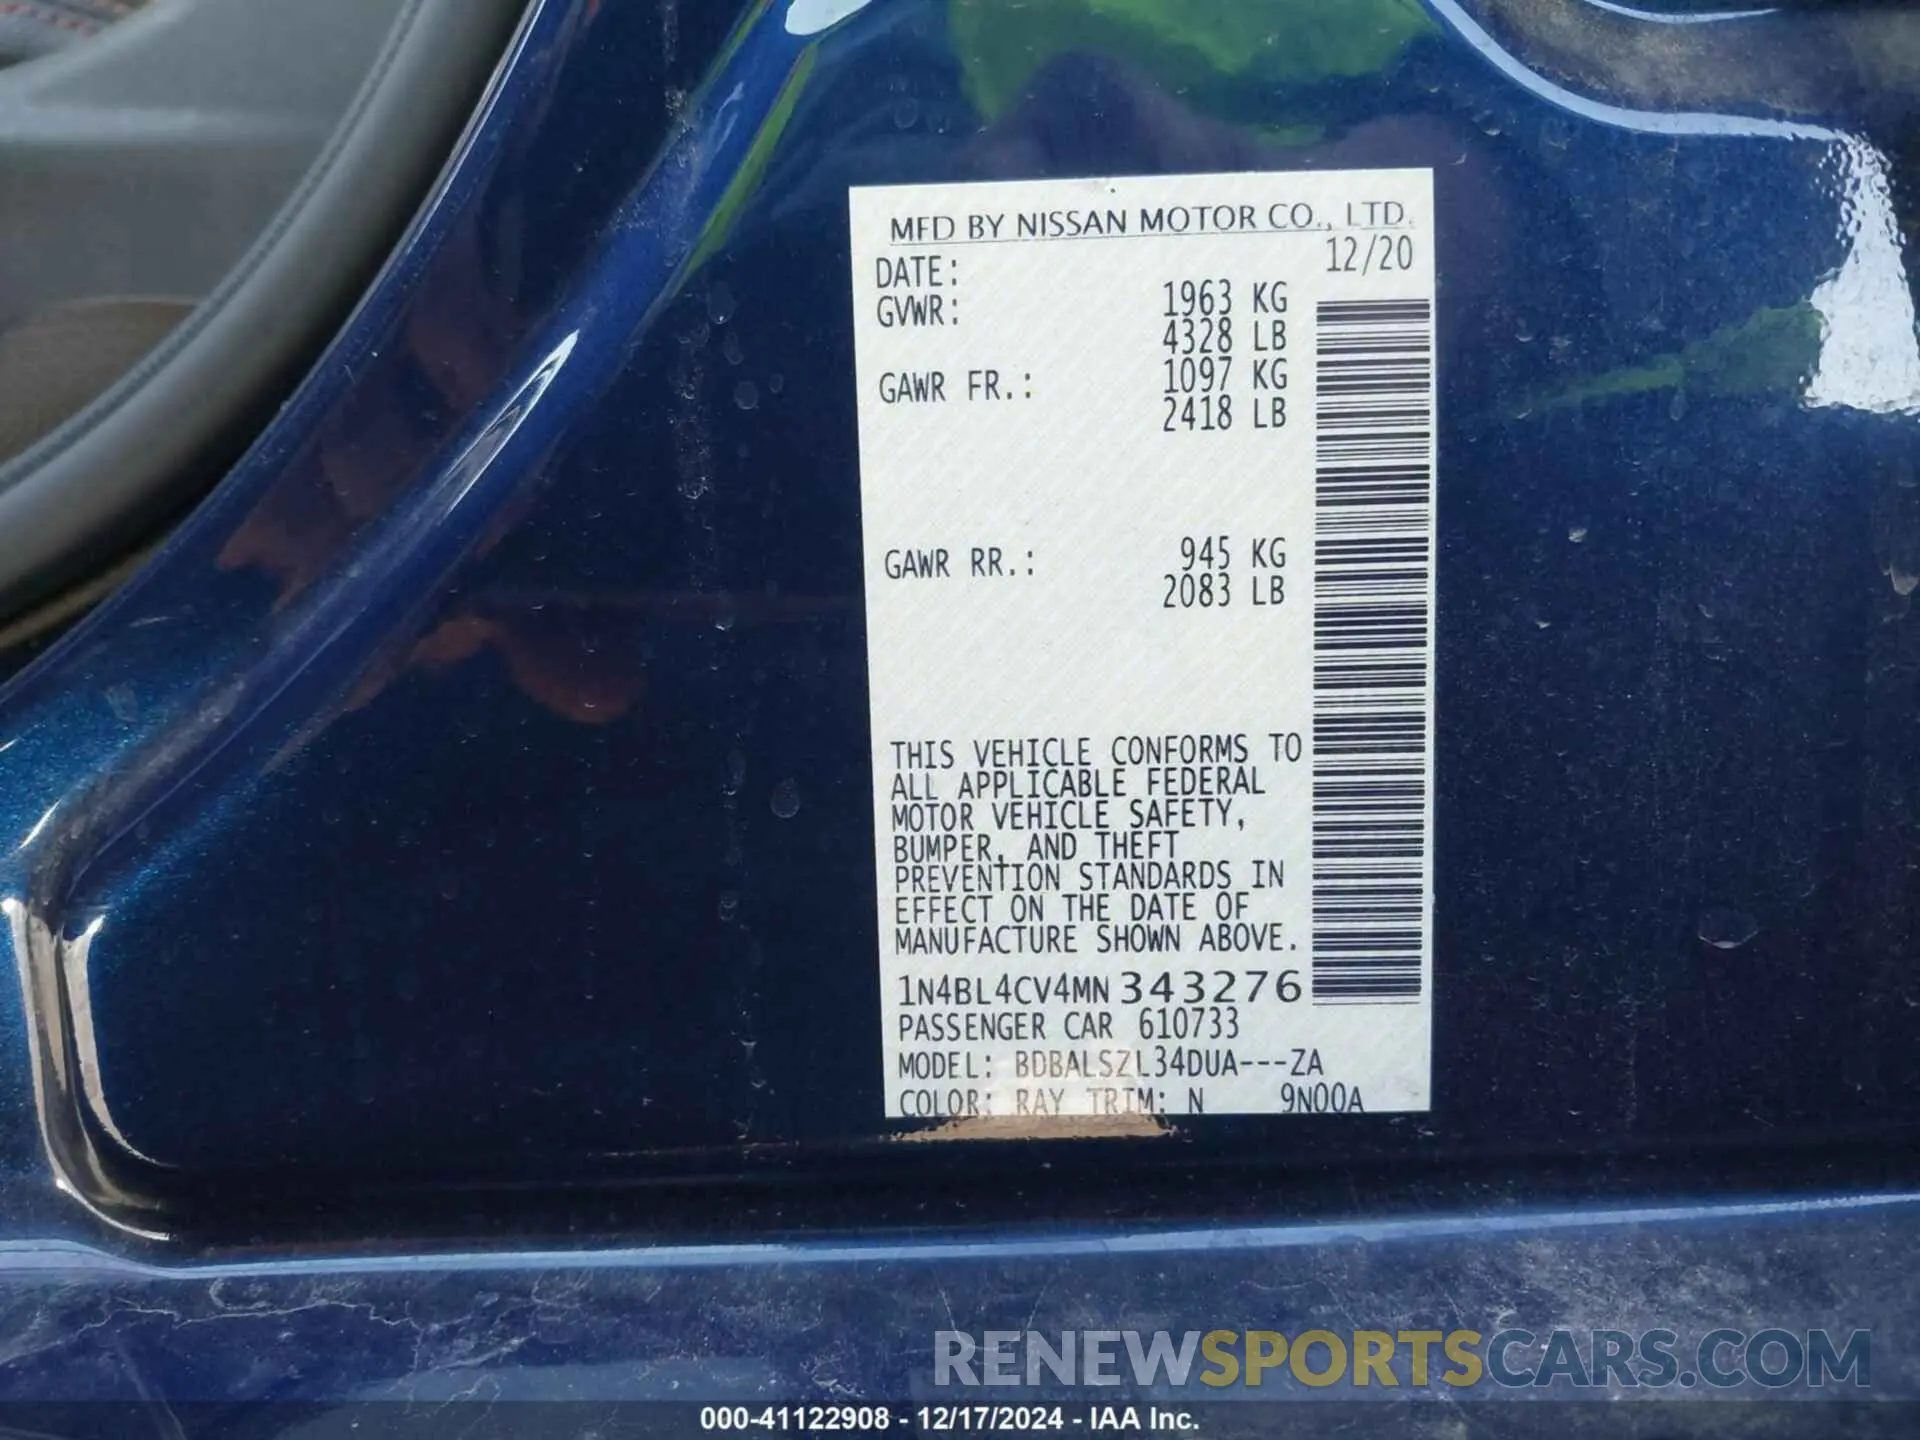 MFD BY NISSAN MOTOR CO., LTD.
DATE: 12/20
GVWR: 1963 KG
4328 LB
GAWR FR.: 1097 KG
2418 LB
GAWR RR.: 945 KG
2083 LB
THIS VEHICLE CONFORMS TO
ALL APPLICABLE FEDERAL
MOTOR VEHICLE SAFETY,
BUMPER, AND THEFT
PREVENTION STANDARDS IN
EFFECT ON THE DATE OF
MANUFACTURE SHOWN ABOVE.
1N4BL4CV4MN343276
PASSENGER CAR 610733
MODEL: BDBALSZL34DUA---ZA
COLOR: RAY TRIM: N 9N00A
RENEWSPORTSCARS.COM
000-41122908 - 12/17/2024 - IAA Inc.